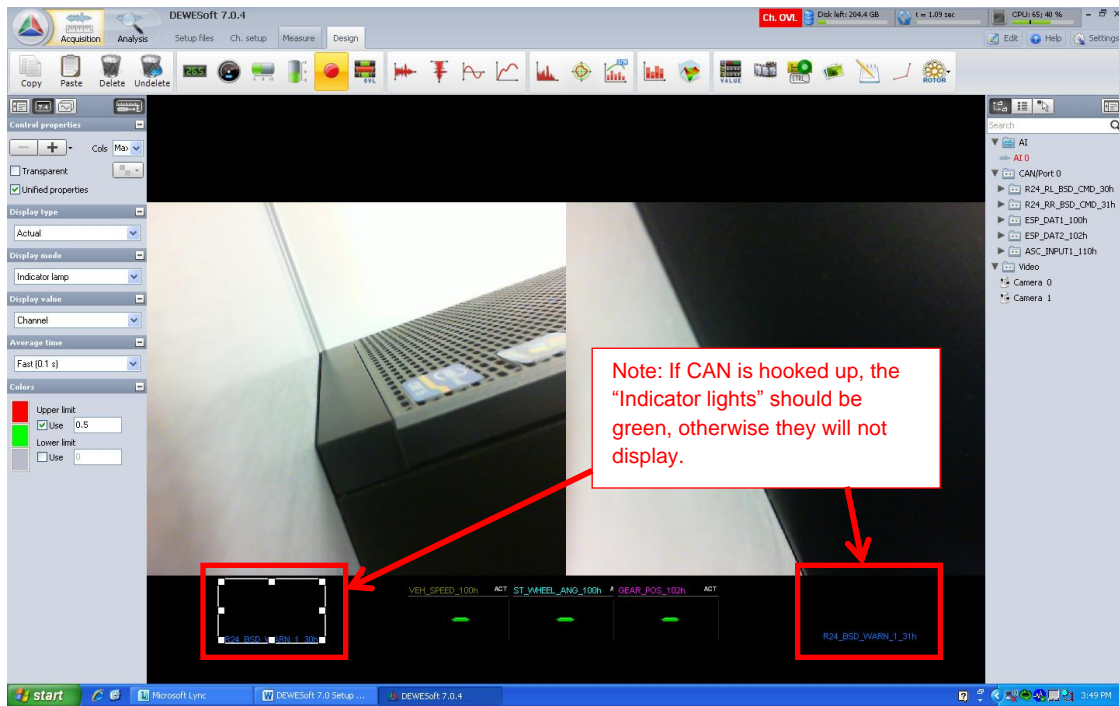 DEWESoft 7.0.4
Ch. OVL
Disk left: 204.4 GB
t = 1.09 sec
CPU: 65; 40 %
Acquisition
Analysis
Setup files
Ch. setup
Measure
Design
Edit
Help
Settings
Copy
Paste
Delete
Undelete
OVL
VALUE
CTRL
ROTOR
Control properties
Cols
Max
Transparent
Unified properties
Display type
Actual
Display mode
Indicator lamp
Display value
Channel
Average time
Fast (0.1 s)
Colors
Upper limit
Use 0.5
Lower limit
Use 0
Note: If CAN is hooked up, the
“Indicator lights” should be
green, otherwise they will not
display.
R24_BSD_WARN_1_30h
VEH_SPEED_100h ACT
ST_WHEEL_ANG_100h A
GEAR_POS_102h ACT
R24_BSD_WARN_1_31h
Search
AI
AI 0
CAN/Port 0
R24_RL_BSD_CMD_30h
R24_RR_BSD_CMD_31h
ESP_DAT1_100h
ESP_DAT2_102h
ASC_INPUT1_110h
Video
Camera 0
Camera 1
start
Microsoft Lync
DEWESoft 7.0 Setup ...
DEWESoft 7.0.4
3:49 PM